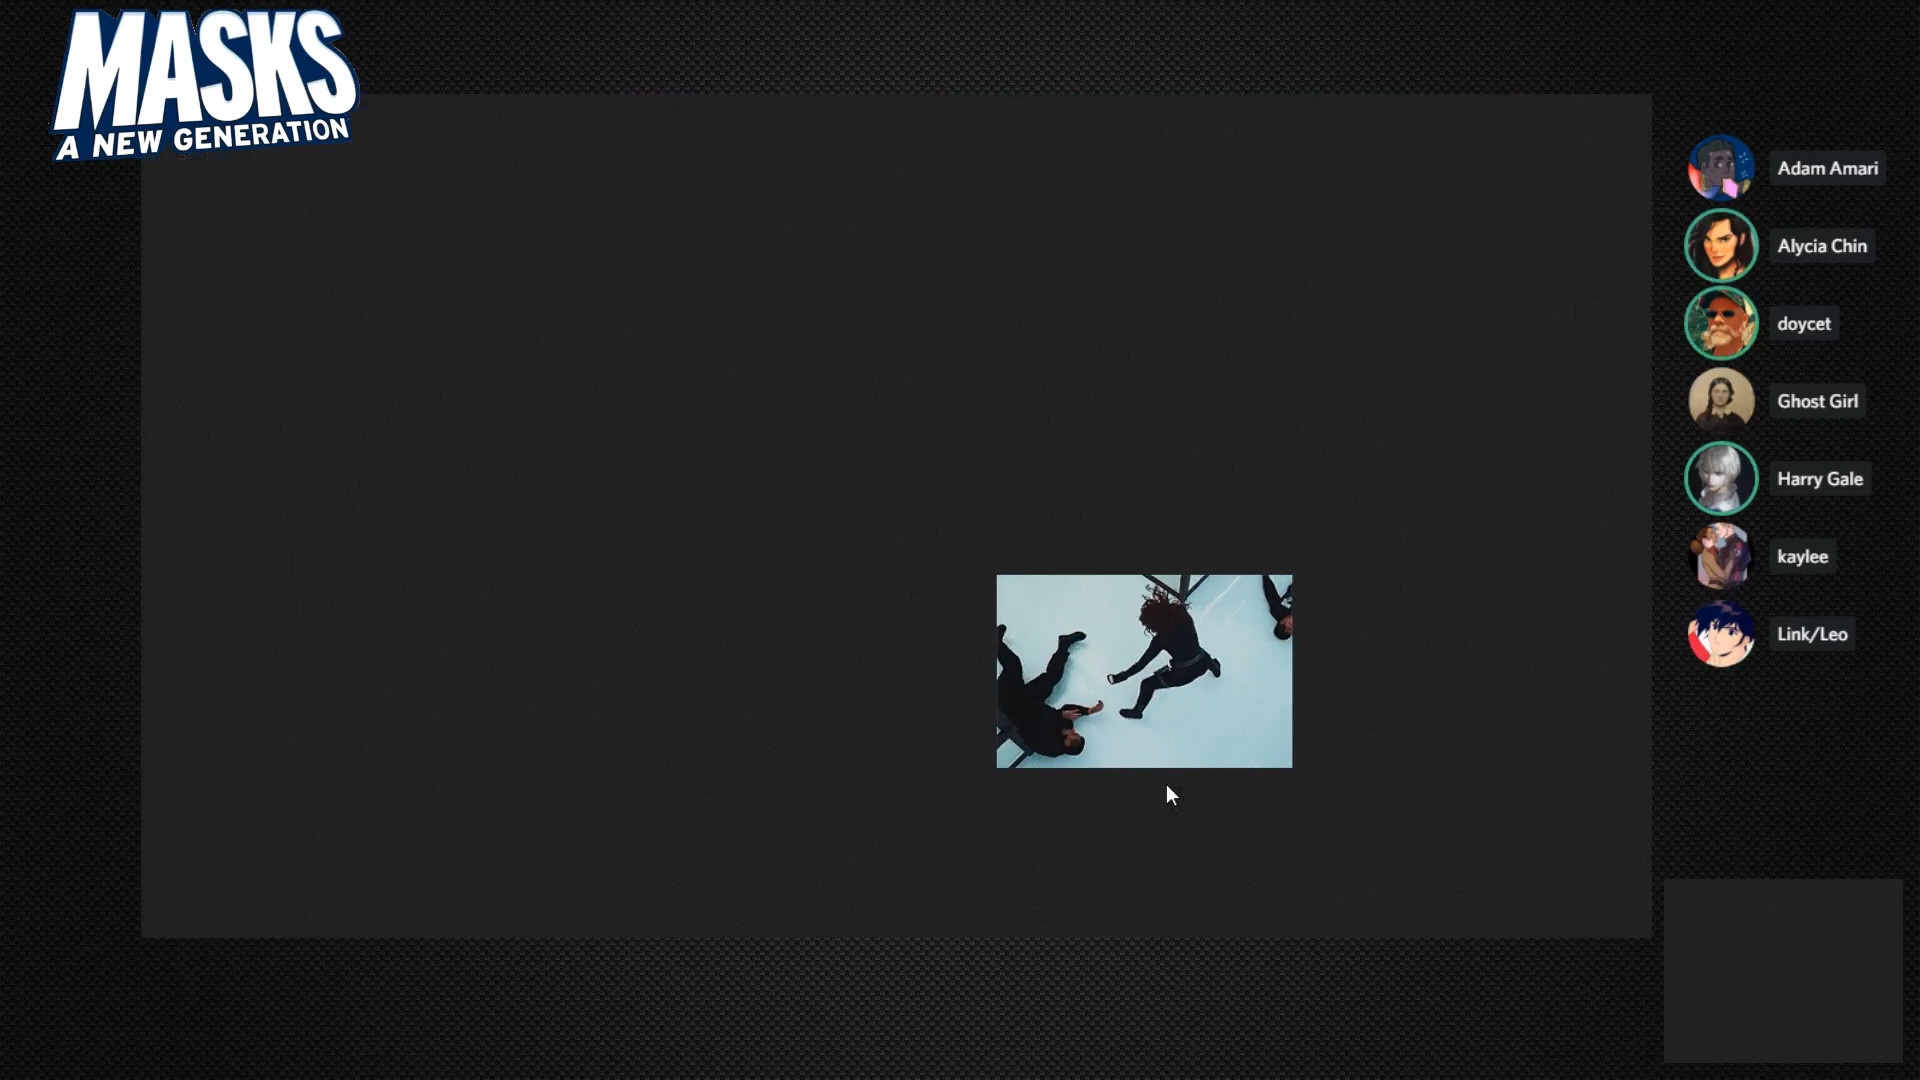 MASKS
A NEW GENERATION
Adam Amari
Alycia Chin
doycet
Ghost Girl
Harry Gale
kaylee
Link/Leo